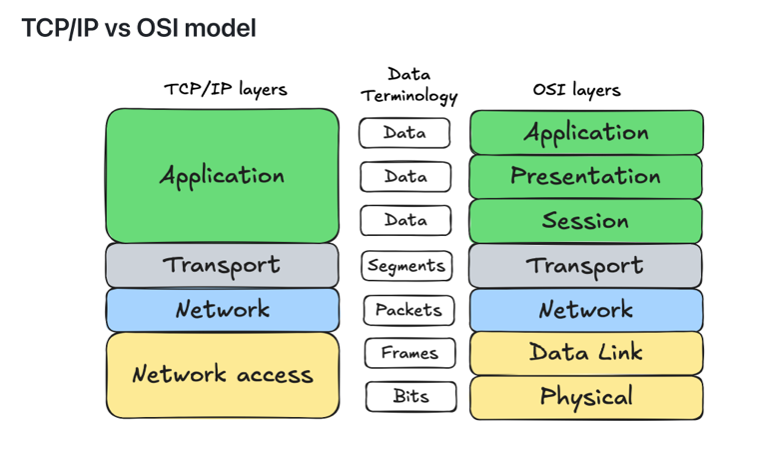 TCP/IP vs OSI model
TCP/IP layers
Data
Terminology
OSI layers
Application
Data
Data
Data
Application
Presentation
Session
Transport
Segments
Transport
Network
Packets
Network
Network access
Frames
Bits
Data Link
Physical